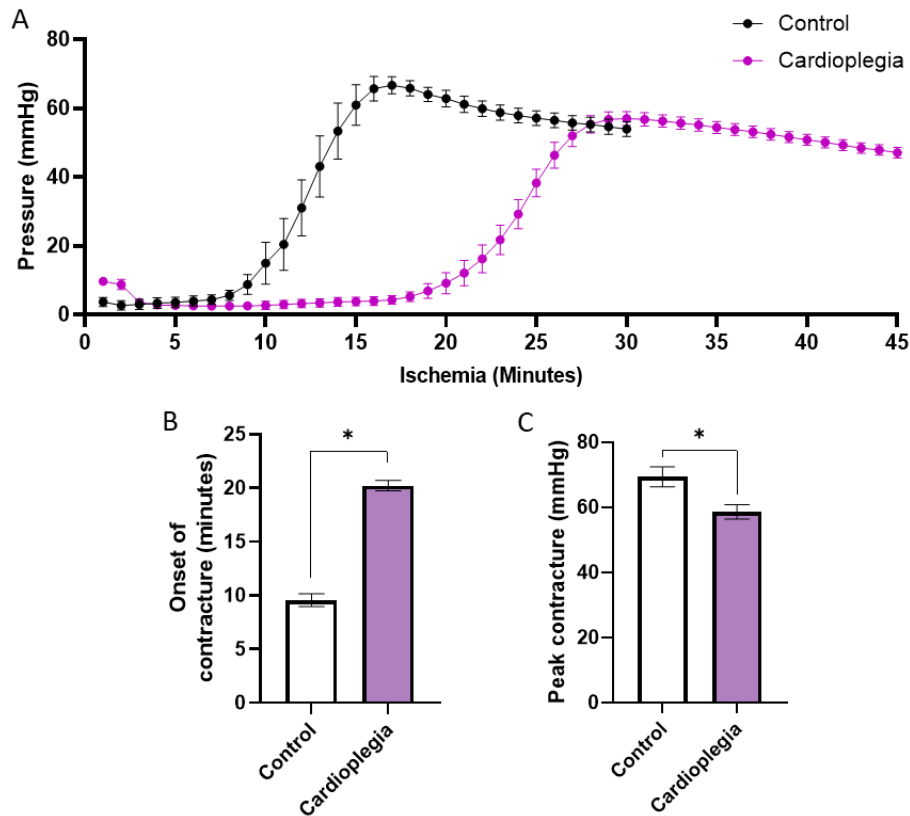 A
Control
Cardioplegia
Pressure (mmHg)
80
60
40
20
0
0 5 10 15 20 25 30 35 40 45
Ischemia (Minutes)
B
Onset of
contracture (minutes)
25
20
15
10
5
0
*
Control
Cardioplegia
C
Peak contracture (mmHg)
80
60
40
20
0
*
Control
Cardioplegia